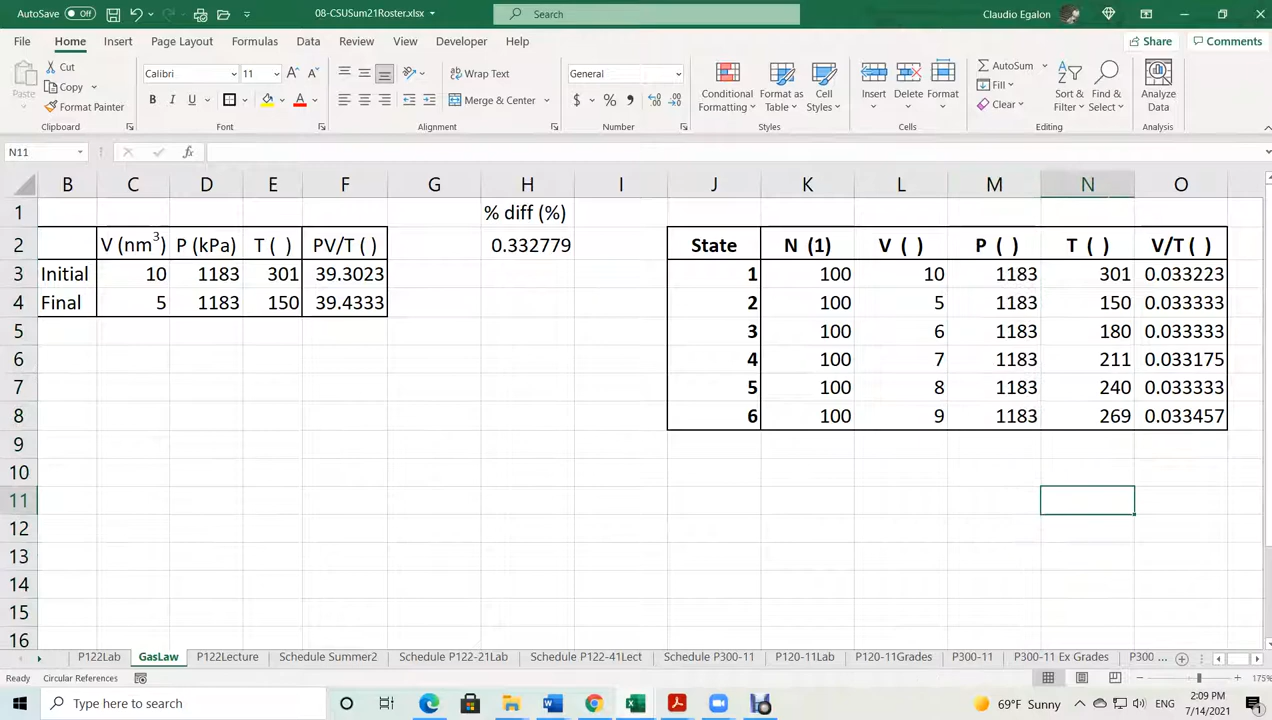 AutoSave Off 08-CSUSum21Roster.xlsx Search Claudio Egalon
File Home Insert Page Layout Formulas Data Review View Developer Help Share Comments
Paste Cut Copy Format Painter Clipboard
Calibri 11 B I U A Font
Wrap Text Merge & Center Alignment
General $ % , Number
Conditional Formatting Format as Table Cell Styles Styles
Insert Delete Format Cells
AutoSum Fill Clear Sort & Filter Find & Select Editing
Analyze Data Analysis
N11 fx
B C D E F G H I J K L M N O
1 % diff (%)
2 V (nm3) P (kPa) T ( ) PV/T ( ) 0.332779 State N (1) V ( ) P ( ) T ( ) V/T ( )
3 Initial 10 1183 301 39.3023 1 100 10 1183 301 0.033223
4 Final 5 1183 150 39.4333 2 100 5 1183 150 0.033333
5 3 100 6 1183 180 0.033333
6 4 100 7 1183 211 0.033175
7 5 100 8 1183 240 0.033333
8 6 100 9 1183 269 0.033457
9
10
11
12
13
14
15
16
P122Lab GasLaw P122Lecture Schedule Summer2 Schedule P122-21Lab Schedule P122-41Lect Schedule P300-11 P120-11Lab P120-11Grades P300-11 P300-11 Ex Grades P300 ...
Ready Circular References 175%
Type here to search 69°F Sunny 2:09 PM
7/14/2021